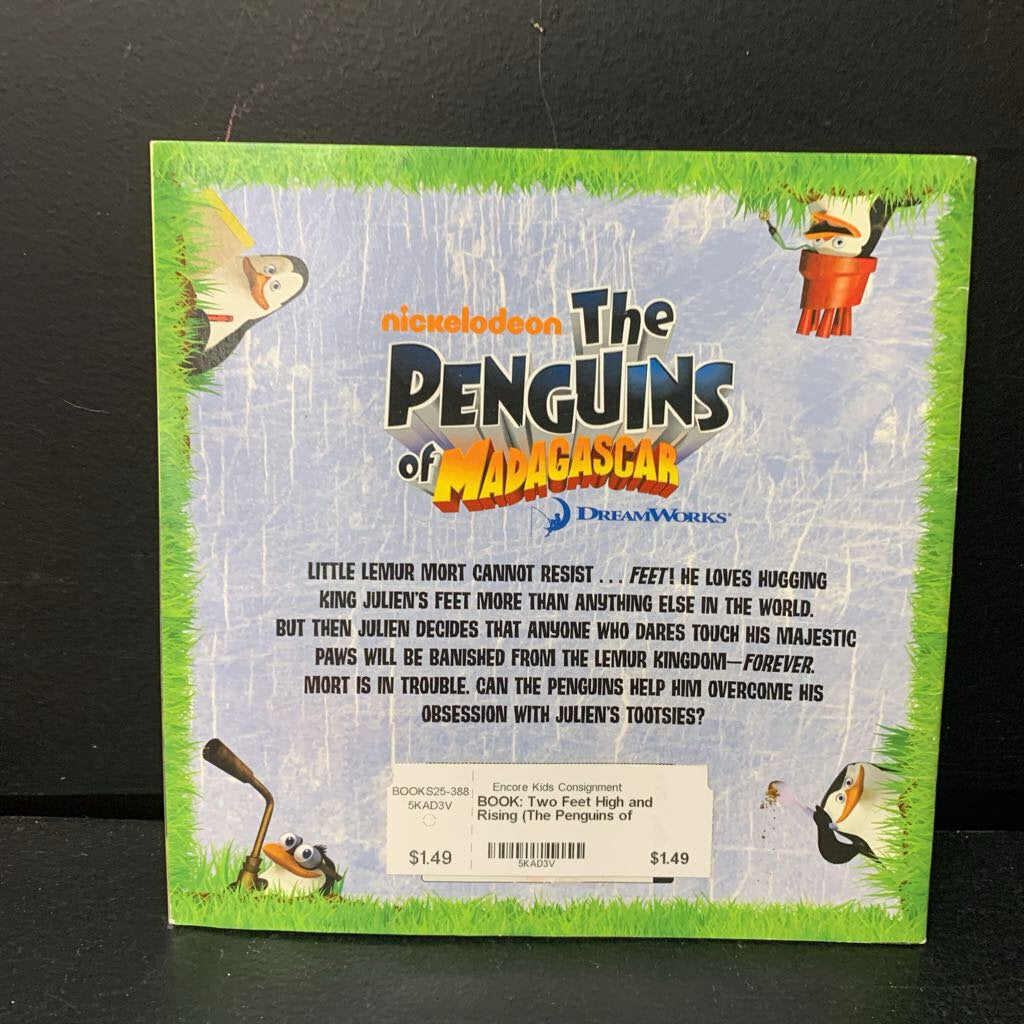 nickelodeon The
PENGUINS
of MADAGASCAR
DREAMWORKS
LITTLE LEMUR MORT CANNOT RESIST . . . FEET! HE LOVES HUGGING
KING JULIEN'S FEET MORE THAN ANYTHING ELSE IN THE WORLD.
BUT THEN JULIEN DECIDES THAT ANYONE WHO DARES TOUCH HIS MAJESTIC
PAWS WILL BE BANISHED FROM THE LEMUR KINGDOM—FOREVER.
MORT IS IN TROUBLE. CAN THE PENGUINS HELP HIM OVERCOME HIS
OBSESSION WITH JULIEN'S TOOTSIES?
BOOKS25-388
5KAD3V
$1.49
Encore Kids Consignment
BOOK: Two Feet High and
Rising (The Penguins of
5KAD3V
$1.49